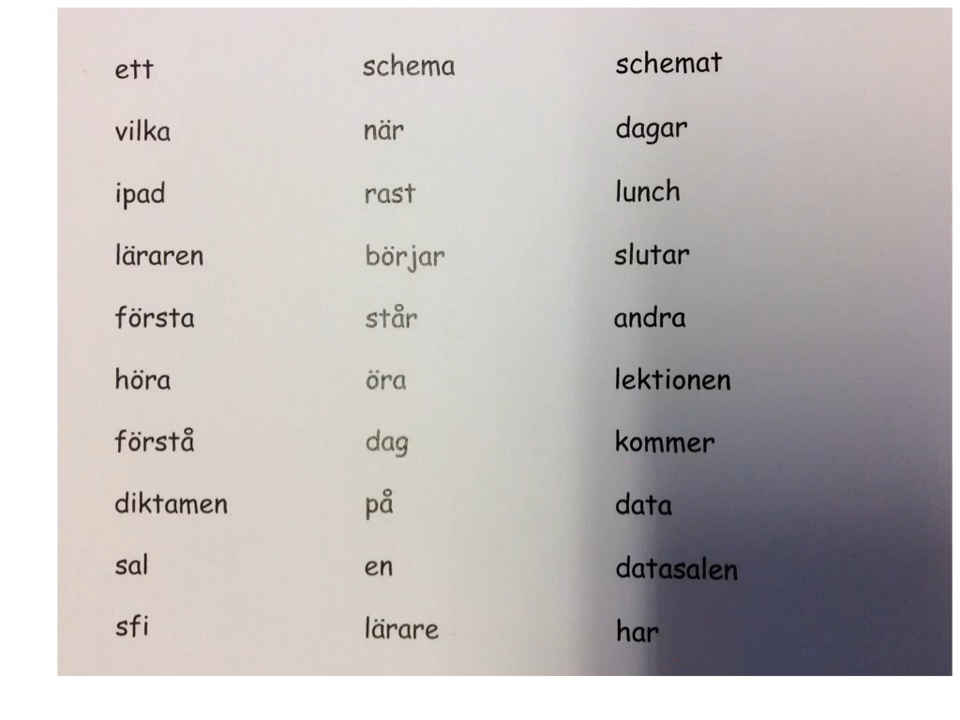 ett schema schemat
vilka när dagar
ipad rast lunch
läraren börjar slutar
första står andra
höra öra lektionen
förstå dag kommer
diktamen på data
sal en datasalen
sfi lärare har